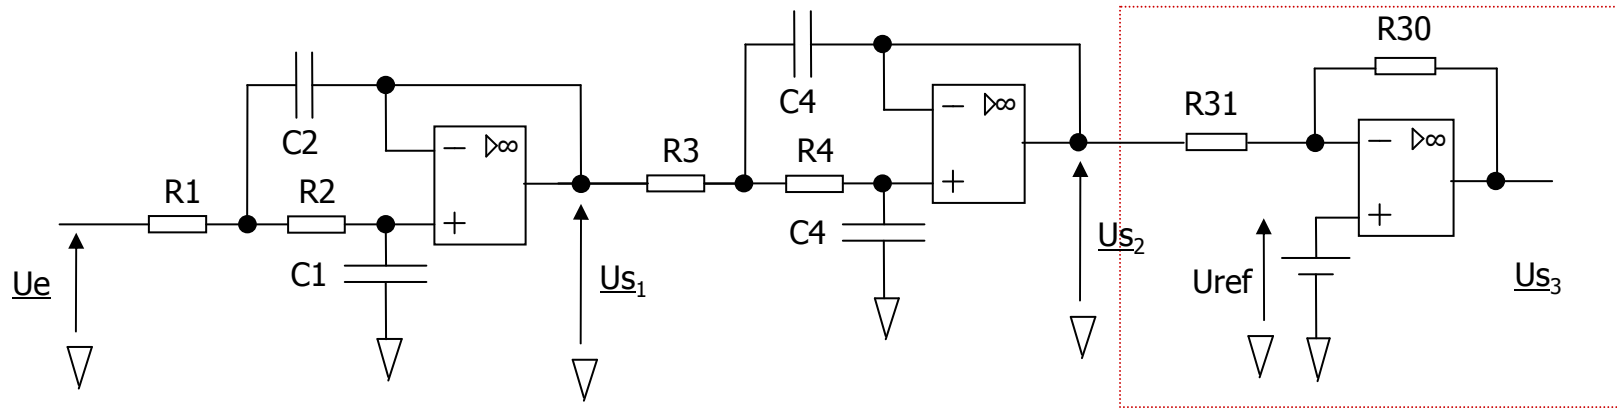 R30
C4
R31
▷∞
▷∞
C2
R3
R4
R1
R2
▷∞
C4
C1
Ue
Us1
Us2
Uref
Us3